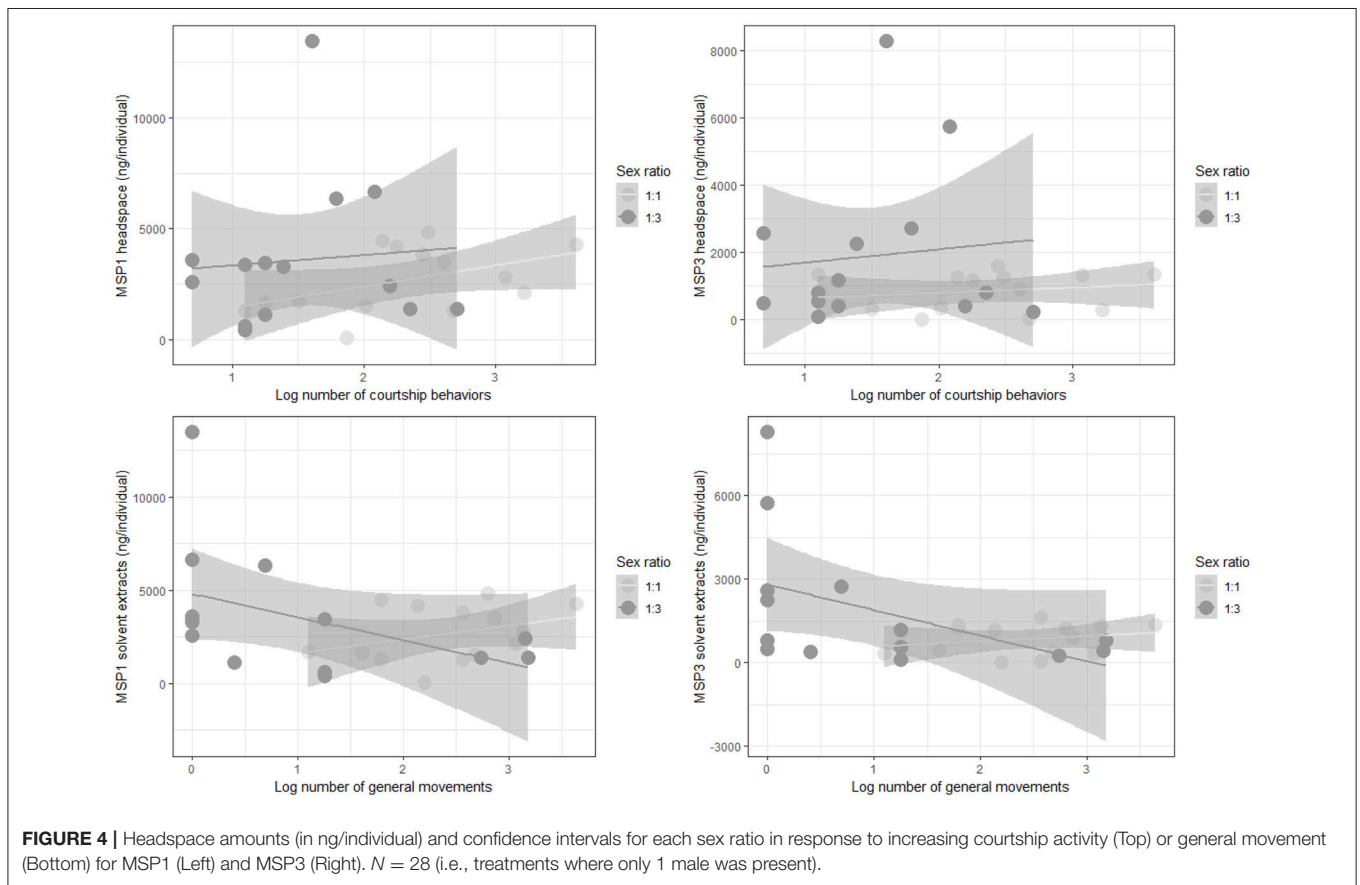 MSP1 headspace (ng/individual)
10000
5000
0
1
2
3
Log number of courtship behaviors
Sex ratio
1:1
1:3
MSP3 headspace (ng/individual)
8000
6000
4000
2000
0
1
2
3
Log number of courtship behaviors
Sex ratio
1:1
1:3
MSP1 solvent extracts (ng/individual)
10000
5000
0
0
1
2
3
Log number of general movements
Sex ratio
1:1
1:3
MSP3 solvent extracts (ng/individual)
6000
3000
0
-3000
0
1
2
3
Log number of general movements
Sex ratio
1:1
1:3
FIGURE 4 | Headspace amounts (in ng/individual) and confidence intervals for each sex ratio in response to increasing courtship activity (Top) or general movement
(Bottom) for MSP1 (Left) and MSP3 (Right). N = 28 (i.e., treatments where only 1 male was present).